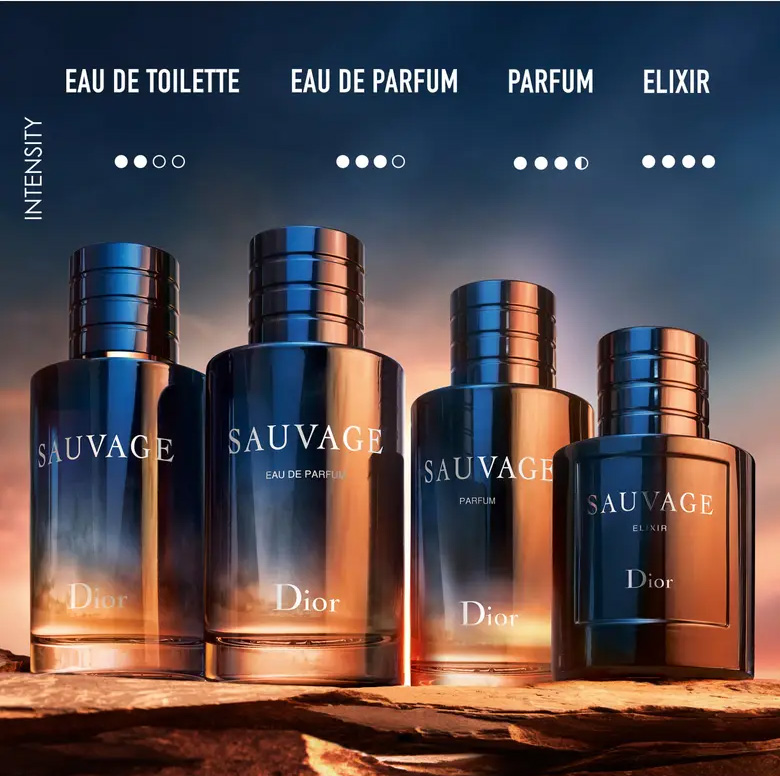 EAU DE TOILETTE
EAU DE PARFUM
PARFUM
ELIXIR
INTENSITY
SAUVAGE
Dior
SAUVAGE
EAU DE PARFUM
Dior
SAUVAGE
PARFUM
Dior
SAUVAGE
ELIXIR
Dior